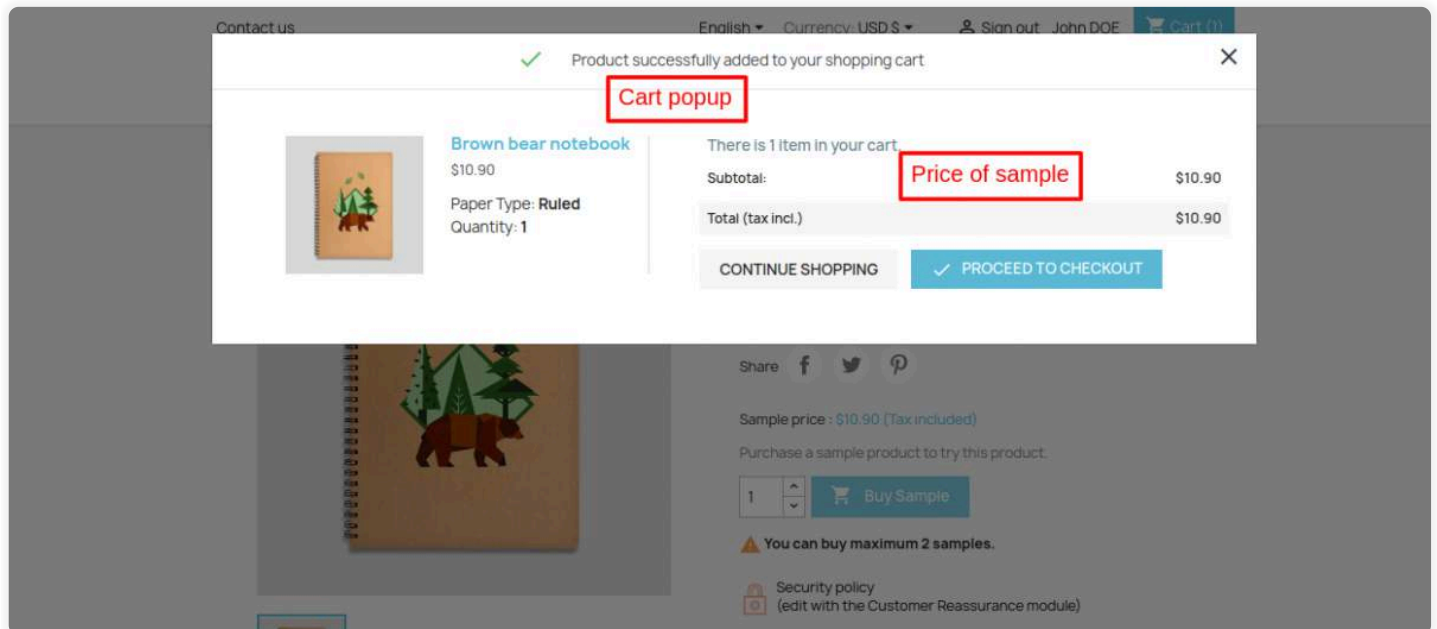 Contact us English Currency: USD $ Sign out John DOE Cart (1)
Product successfully added to your shopping cart
Cart popup
Brown bear notebook
$10.90
Paper Type: Ruled
Quantity: 1
There is 1 item in your cart.
Price of sample
Subtotal: $10.90
Total (tax incl.) $10.90
CONTINUE SHOPPING PROCEED TO CHECKOUT
Share
Sample price : $10.90 (Tax included)
Purchase a sample product to try this product.
1 Buy Sample
You can buy maximum 2 samples.
Security policy
(edit with the Customer Reassurance module)